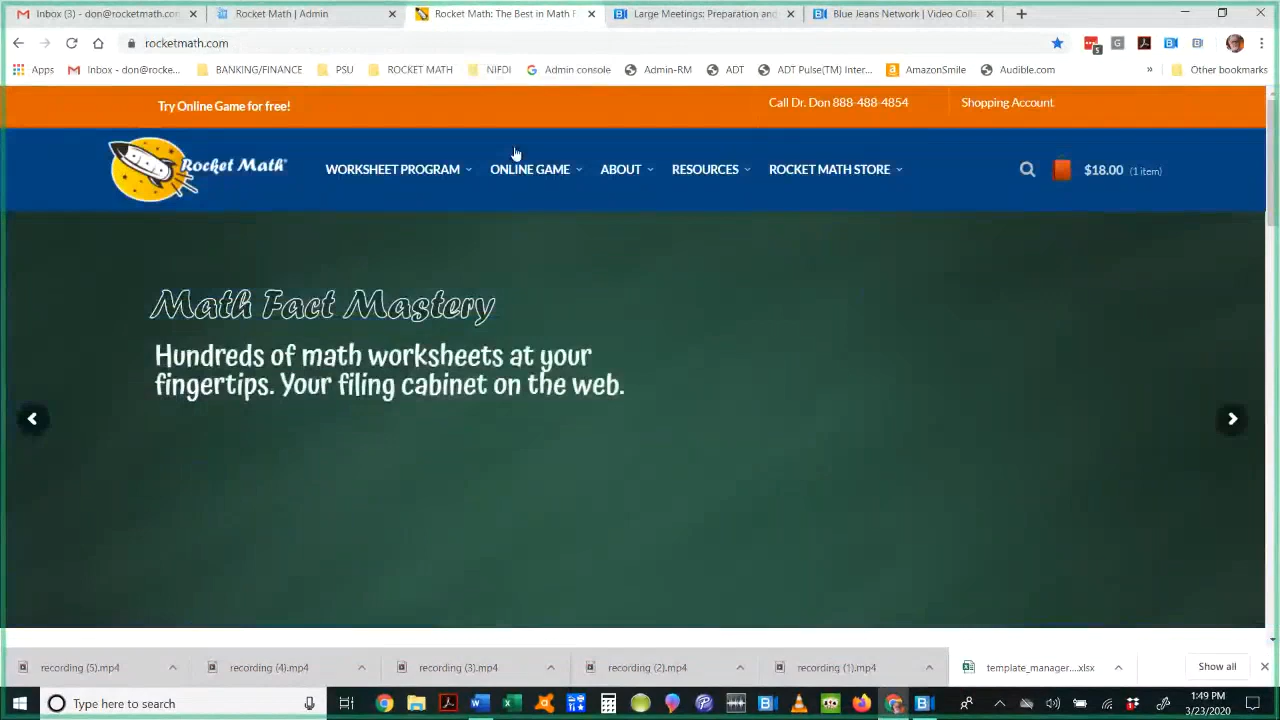 Inbox (3) - don@rocketmath.com
Rocket Math | Admin
Rocket Math: The Best in Math F
Large Meetings: Preparation and
Blue Jeans Network | Video Colle
rocketmath.com
5
G
Apps
Inbox - don@rocke...
BANKING/FINANCE
PSU
ROCKET MATH
NIFDI
Admin console
Admin-RM
ADT
ADT Pulse(TM) Inter...
AmazonSmile
Audible.com
»
Other bookmarks
Try Online Game for free!
Call Dr. Don 888-488-4854
Shopping Account
Rocket Math®
WORKSHEET PROGRAM
ONLINE GAME
ABOUT
RESOURCES
ROCKET MATH STORE
$18.00 (1 item)
Math Fact Mastery
Hundreds of math worksheets at your
fingertips. Your filing cabinet on the web.
recording (5).mp4
recording (4).mp4
recording (3).mp4
recording (2).mp4
recording (1).mp4
template_manager....xlsx
Show all
Type here to search
1:49 PM
3/23/2020